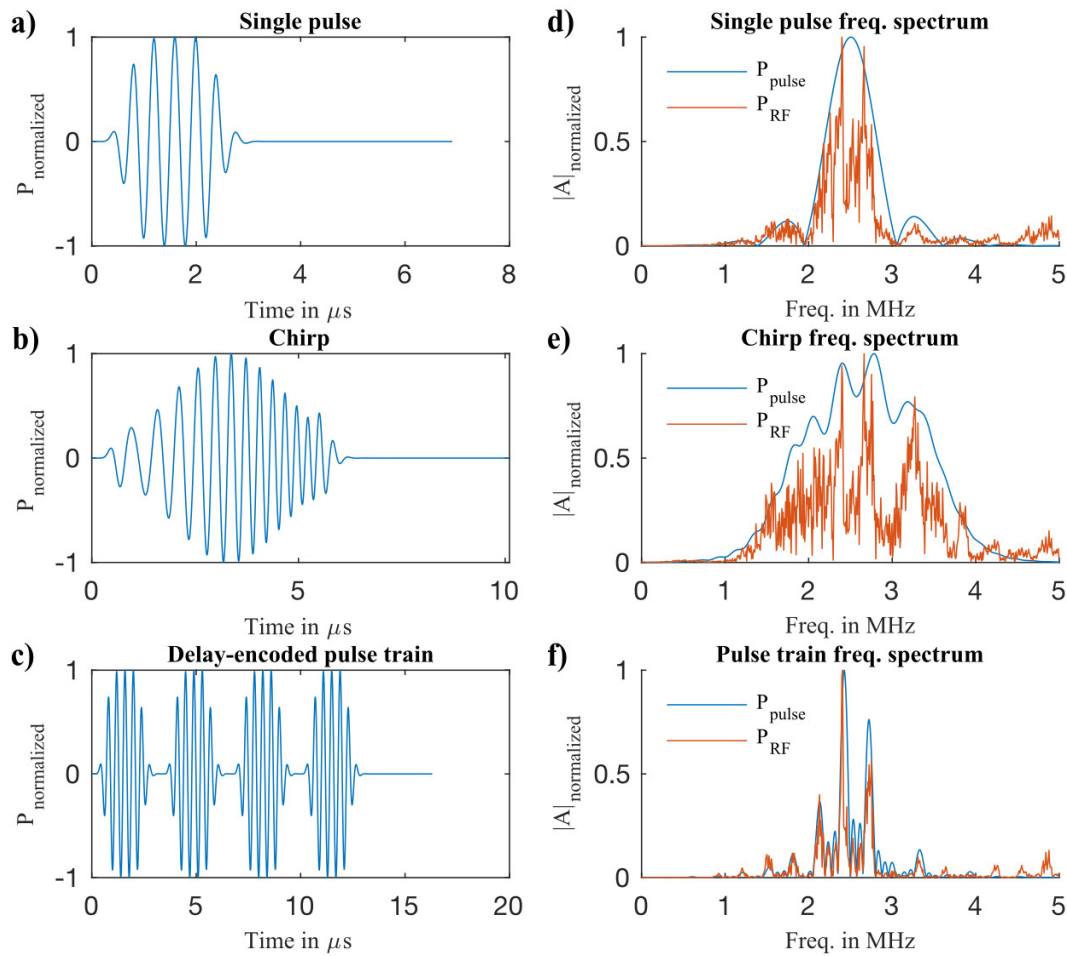 a)
Single pulse
1
0
-1
P normalized
0 2 4 6 8
Time in μs
d)
Single pulse freq. spectrum
1
0.5
0
|A| normalized
P pulse
P RF
0 1 2 3 4 5
Freq. in MHz
b)
Chirp
1
0
-1
P normalized
0 5 10
Time in μs
e)
Chirp freq. spectrum
1
0.5
0
|A| normalized
P pulse
P RF
0 1 2 3 4 5
Freq. in MHz
c)
Delay-encoded pulse train
1
0
-1
P normalized
0 5 10 15 20
Time in μs
f)
Pulse train freq. spectrum
1
0.5
0
|A| normalized
P pulse
P RF
0 1 2 3 4 5
Freq. in MHz